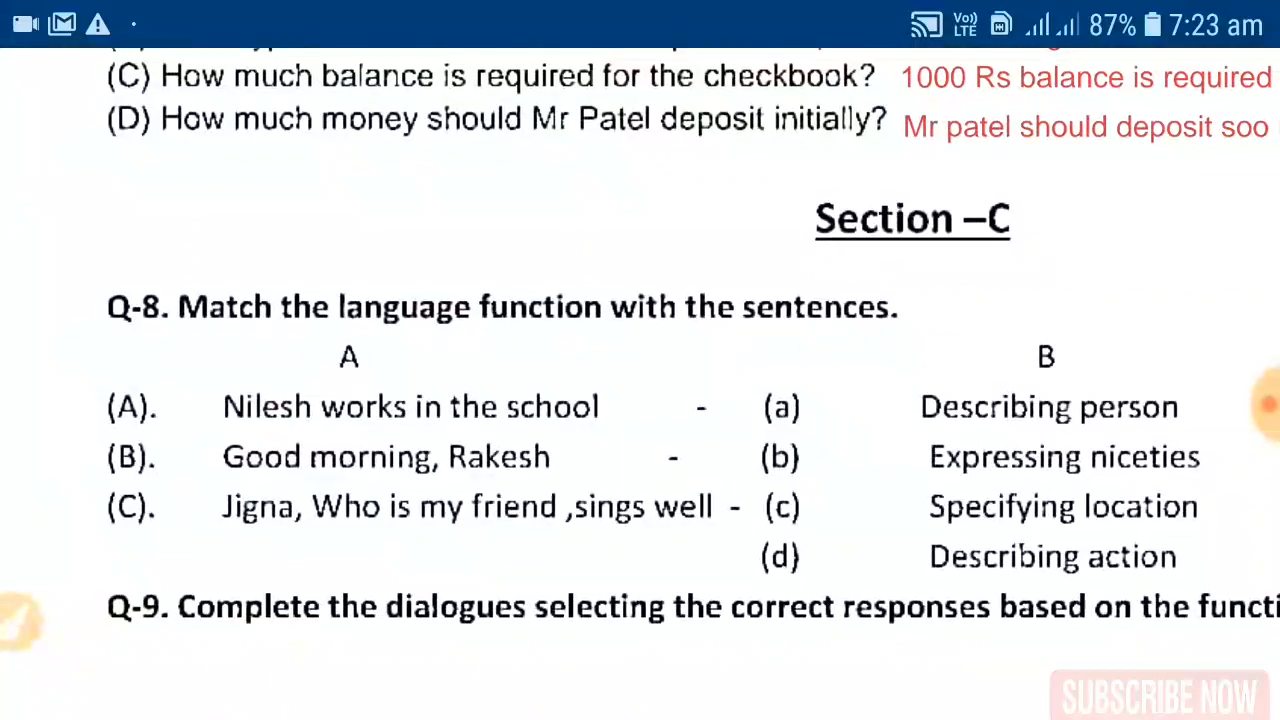 Vo)) LTE 87% 7:23 am
(C) How much balance is required for the checkbook? 1000 Rs balance is required
(D) How much money should Mr Patel deposit initially? Mr patel should deposit soo
Section –C
Q-8. Match the language function with the sentences.
A B
(A). Nilesh works in the school - (a) Describing person
(B). Good morning, Rakesh - (b) Expressing niceties
(C). Jigna, Who is my friend ,sings well - (c) Specifying location
(d) Describing action
Q-9. Complete the dialogues selecting the correct responses based on the functi
SUBSCRIBE NOW